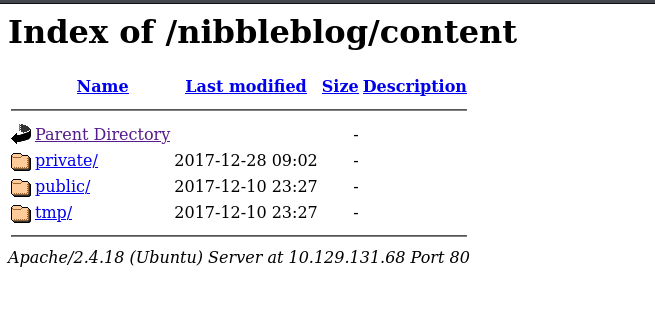 Index of /nibbleblog/content
Name Last modified Size Description
Parent Directory -
private/ 2017-12-28 09:02 -
public/ 2017-12-10 23:27 -
tmp/ 2017-12-10 23:27 -
Apache/2.4.18 (Ubuntu) Server at 10.129.131.68 Port 80